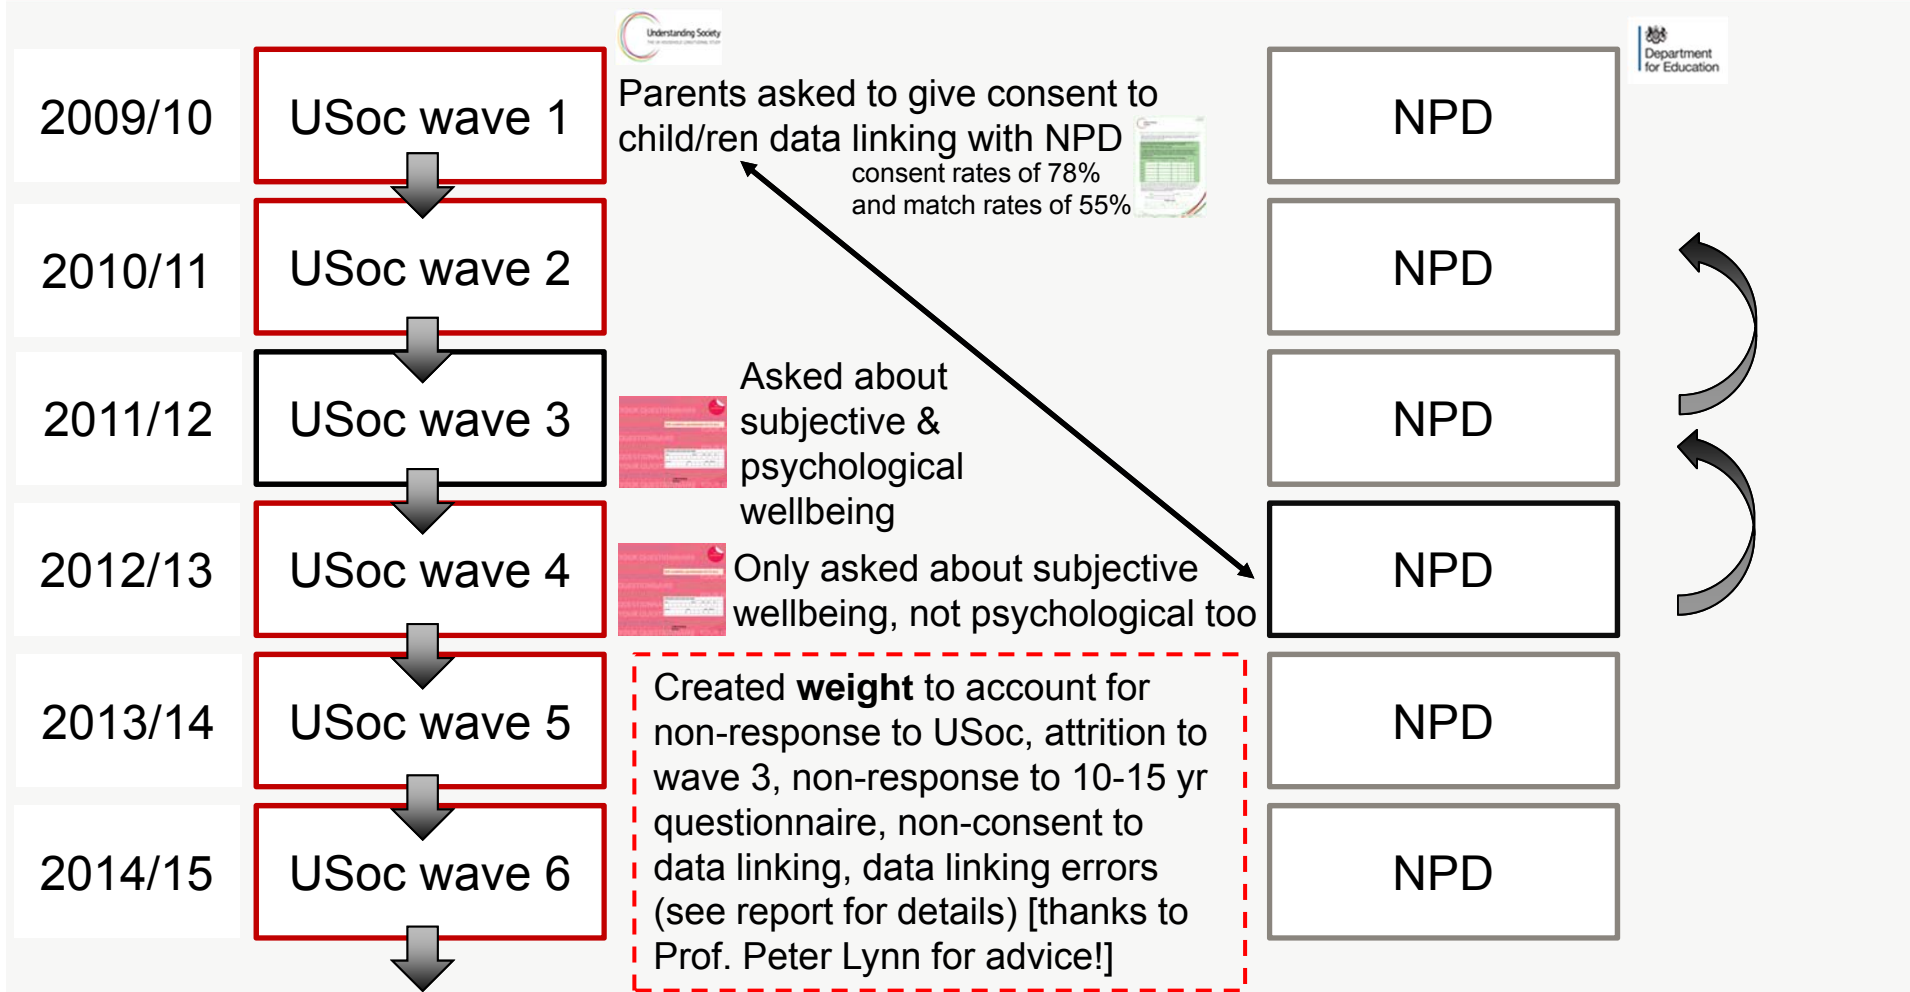 Understanding Society
Department
for Education
2009/10
USoc wave 1
Parents asked to give consent to
child/ren data linking with NPD
consent rates of 78%
and match rates of 55%
NPD
2010/11
USoc wave 2
NPD
2011/12
USoc wave 3
Asked about
subjective &
psychological
wellbeing
NPD
2012/13
USoc wave 4
Only asked about subjective
wellbeing, not psychological too
NPD
2013/14
USoc wave 5
Created weight to account for
non-response to USoc, attrition to
wave 3, non-response to 10-15 yr
questionnaire, non-consent to
data linking, data linking errors
(see report for details) [thanks to
Prof. Peter Lynn for advice!]
NPD
2014/15
USoc wave 6
NPD